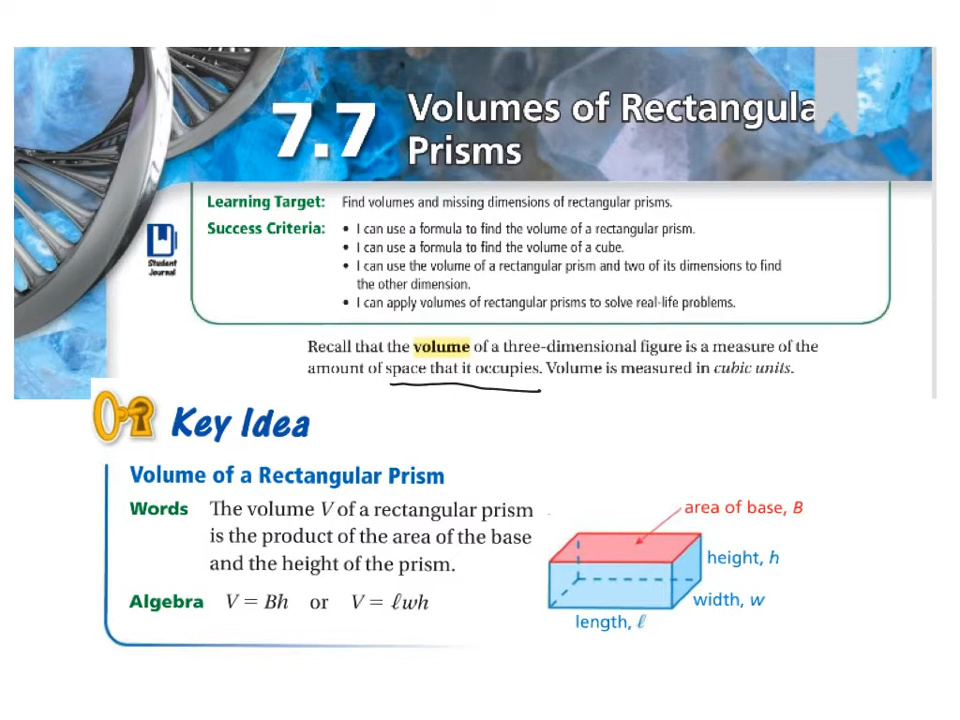 7.7
Volumes of Rectangula
Prisms
Learning Target: Find volumes and missing dimensions of rectangular prisms.
Success Criteria: • I can use a formula to find the volume of a rectangular prism.
• I can use a formula to find the volume of a cube.
• I can use the volume of a rectangular prism and two of its dimensions to find
the other dimension.
• I can apply volumes of rectangular prisms to solve real-life problems.
Student
Journal
Recall that the volume of a three-dimensional figure is a measure of the
amount of space that it occupies. Volume is measured in cubic units.
Key Idea
Volume of a Rectangular Prism
Words The volume V of a rectangular prism
is the product of the area of the base
and the height of the prism.
Algebra V = Bh or V = ℓwh
area of base, B
height, h
width, w
length, ℓ